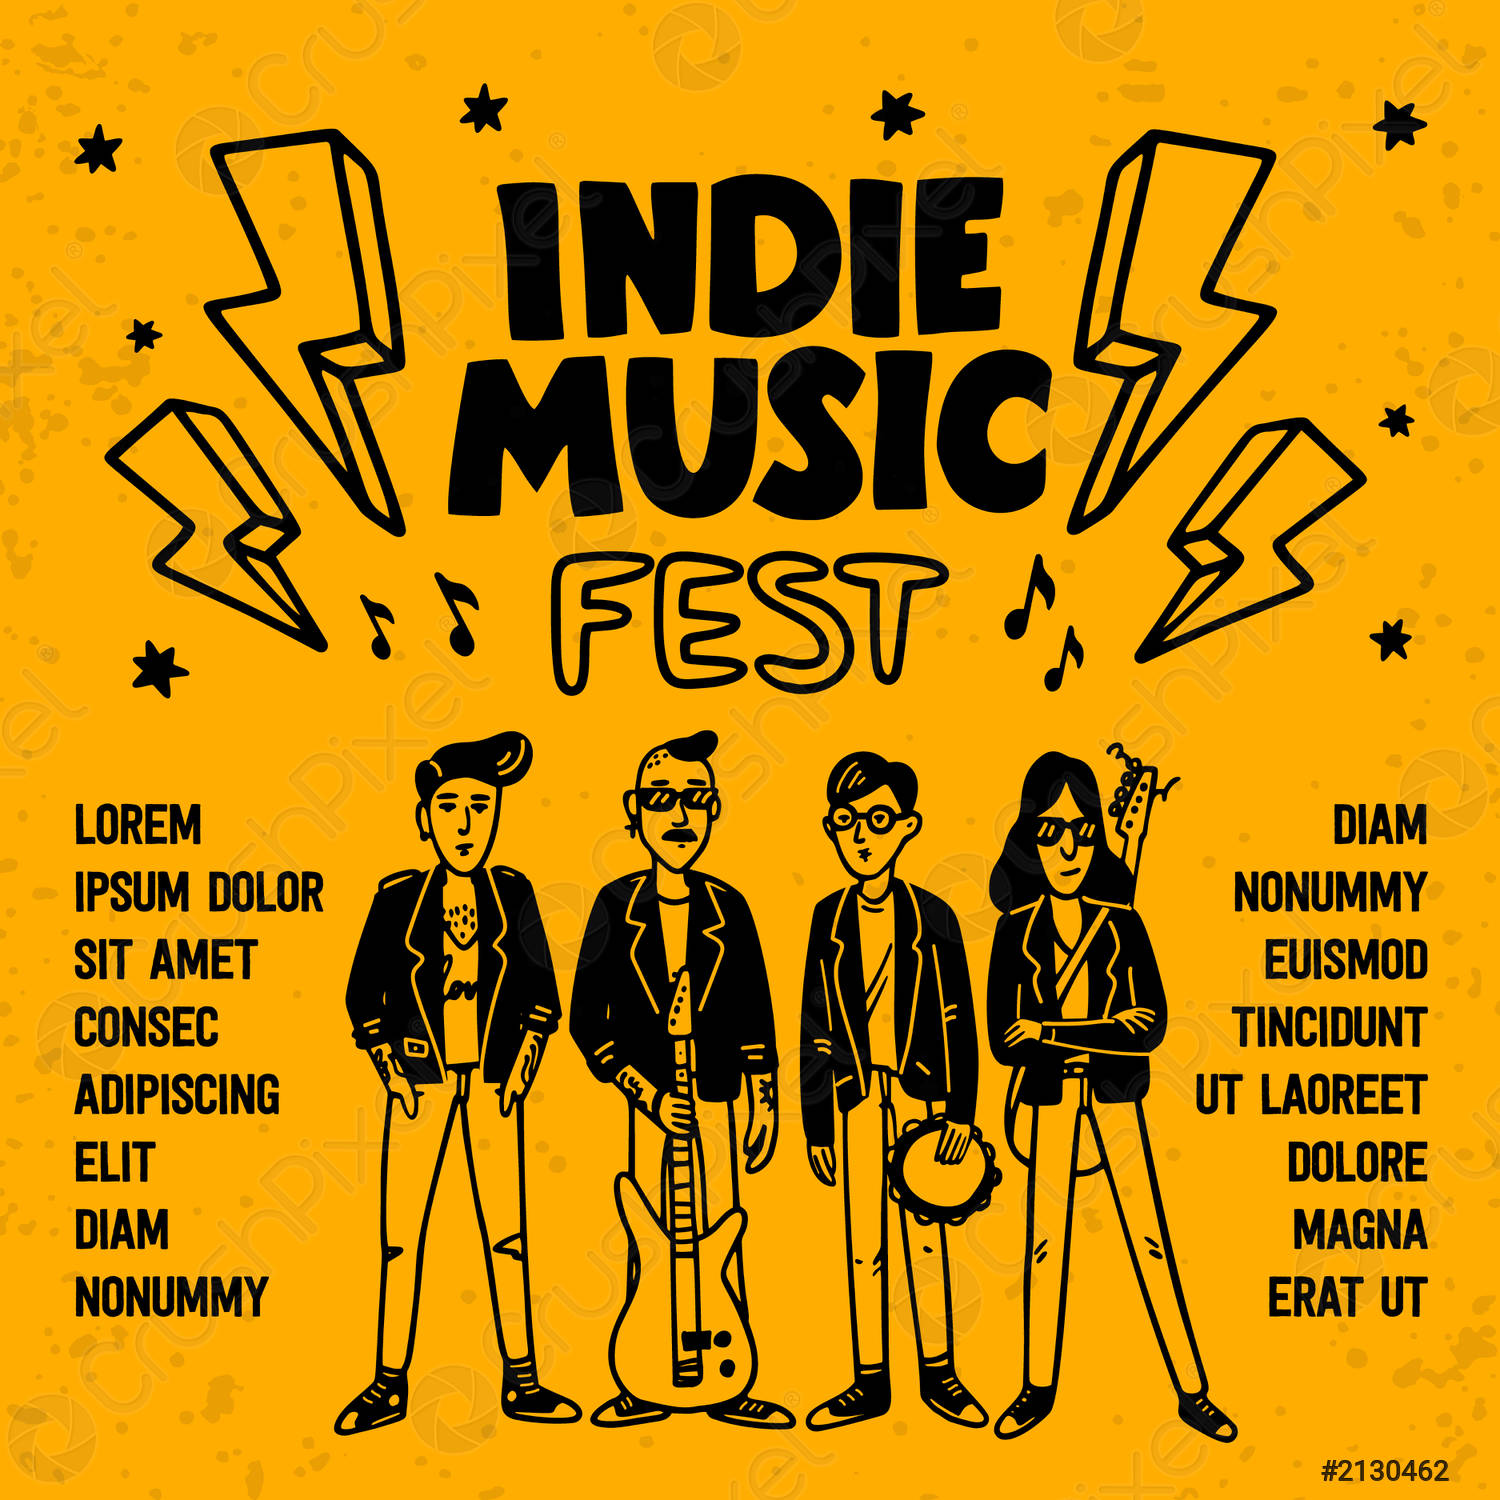 INDIE
MUSIC
FEST
LOREM
IPSUM DOLOR
SIT AMET
CONSEC
ADIPISCING
ELIT
DIAM
NONUMMY
DIAM
NONUMMY
EUISMOD
TINCIDUNT
UT LAOREET
DOLORE
MAGNA
ERAT UT
#2130462
crushpixel